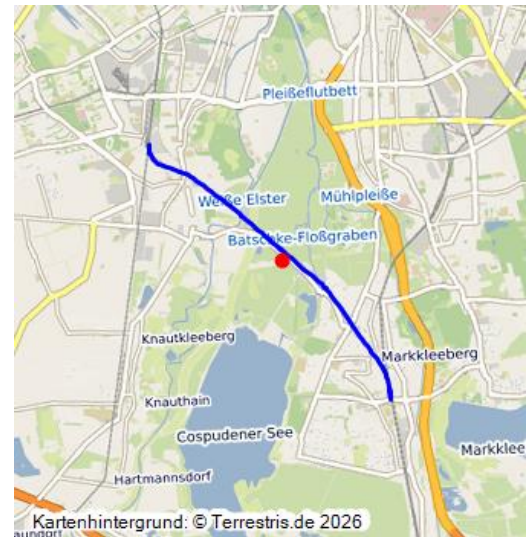 Pleißeflutbett
Weiße Elster
Mühlpleiße
Batschke-Floßgraben
Knautkleeberg
Markkleeberg
Knauthain
Cospudener See
Markklee
Hartmannsdorf
Kartenhintergrund: © Terrestris.de 2026